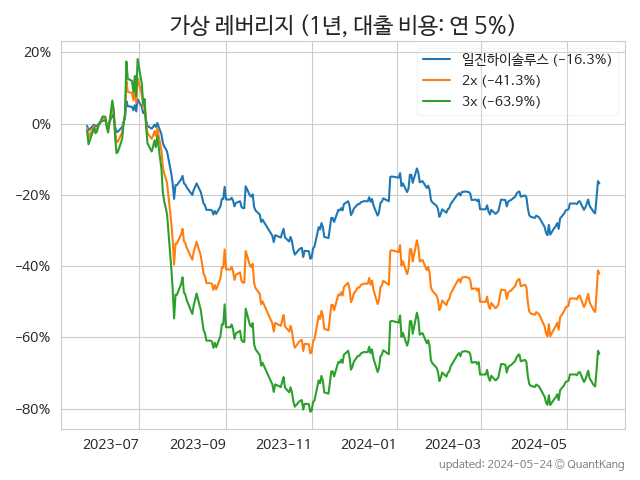 가상 레버리지 (1년, 대출 비용: 연 5%)
일진하이솔루스 (−16.3%)
2x (−41.3%)
3x (−63.9%)
20%
0%
−20%
−40%
−60%
−80%
2023-07 2023-09 2023-11 2024-01 2024-03 2024-05
updated: 2024-05-24 © QuantKang